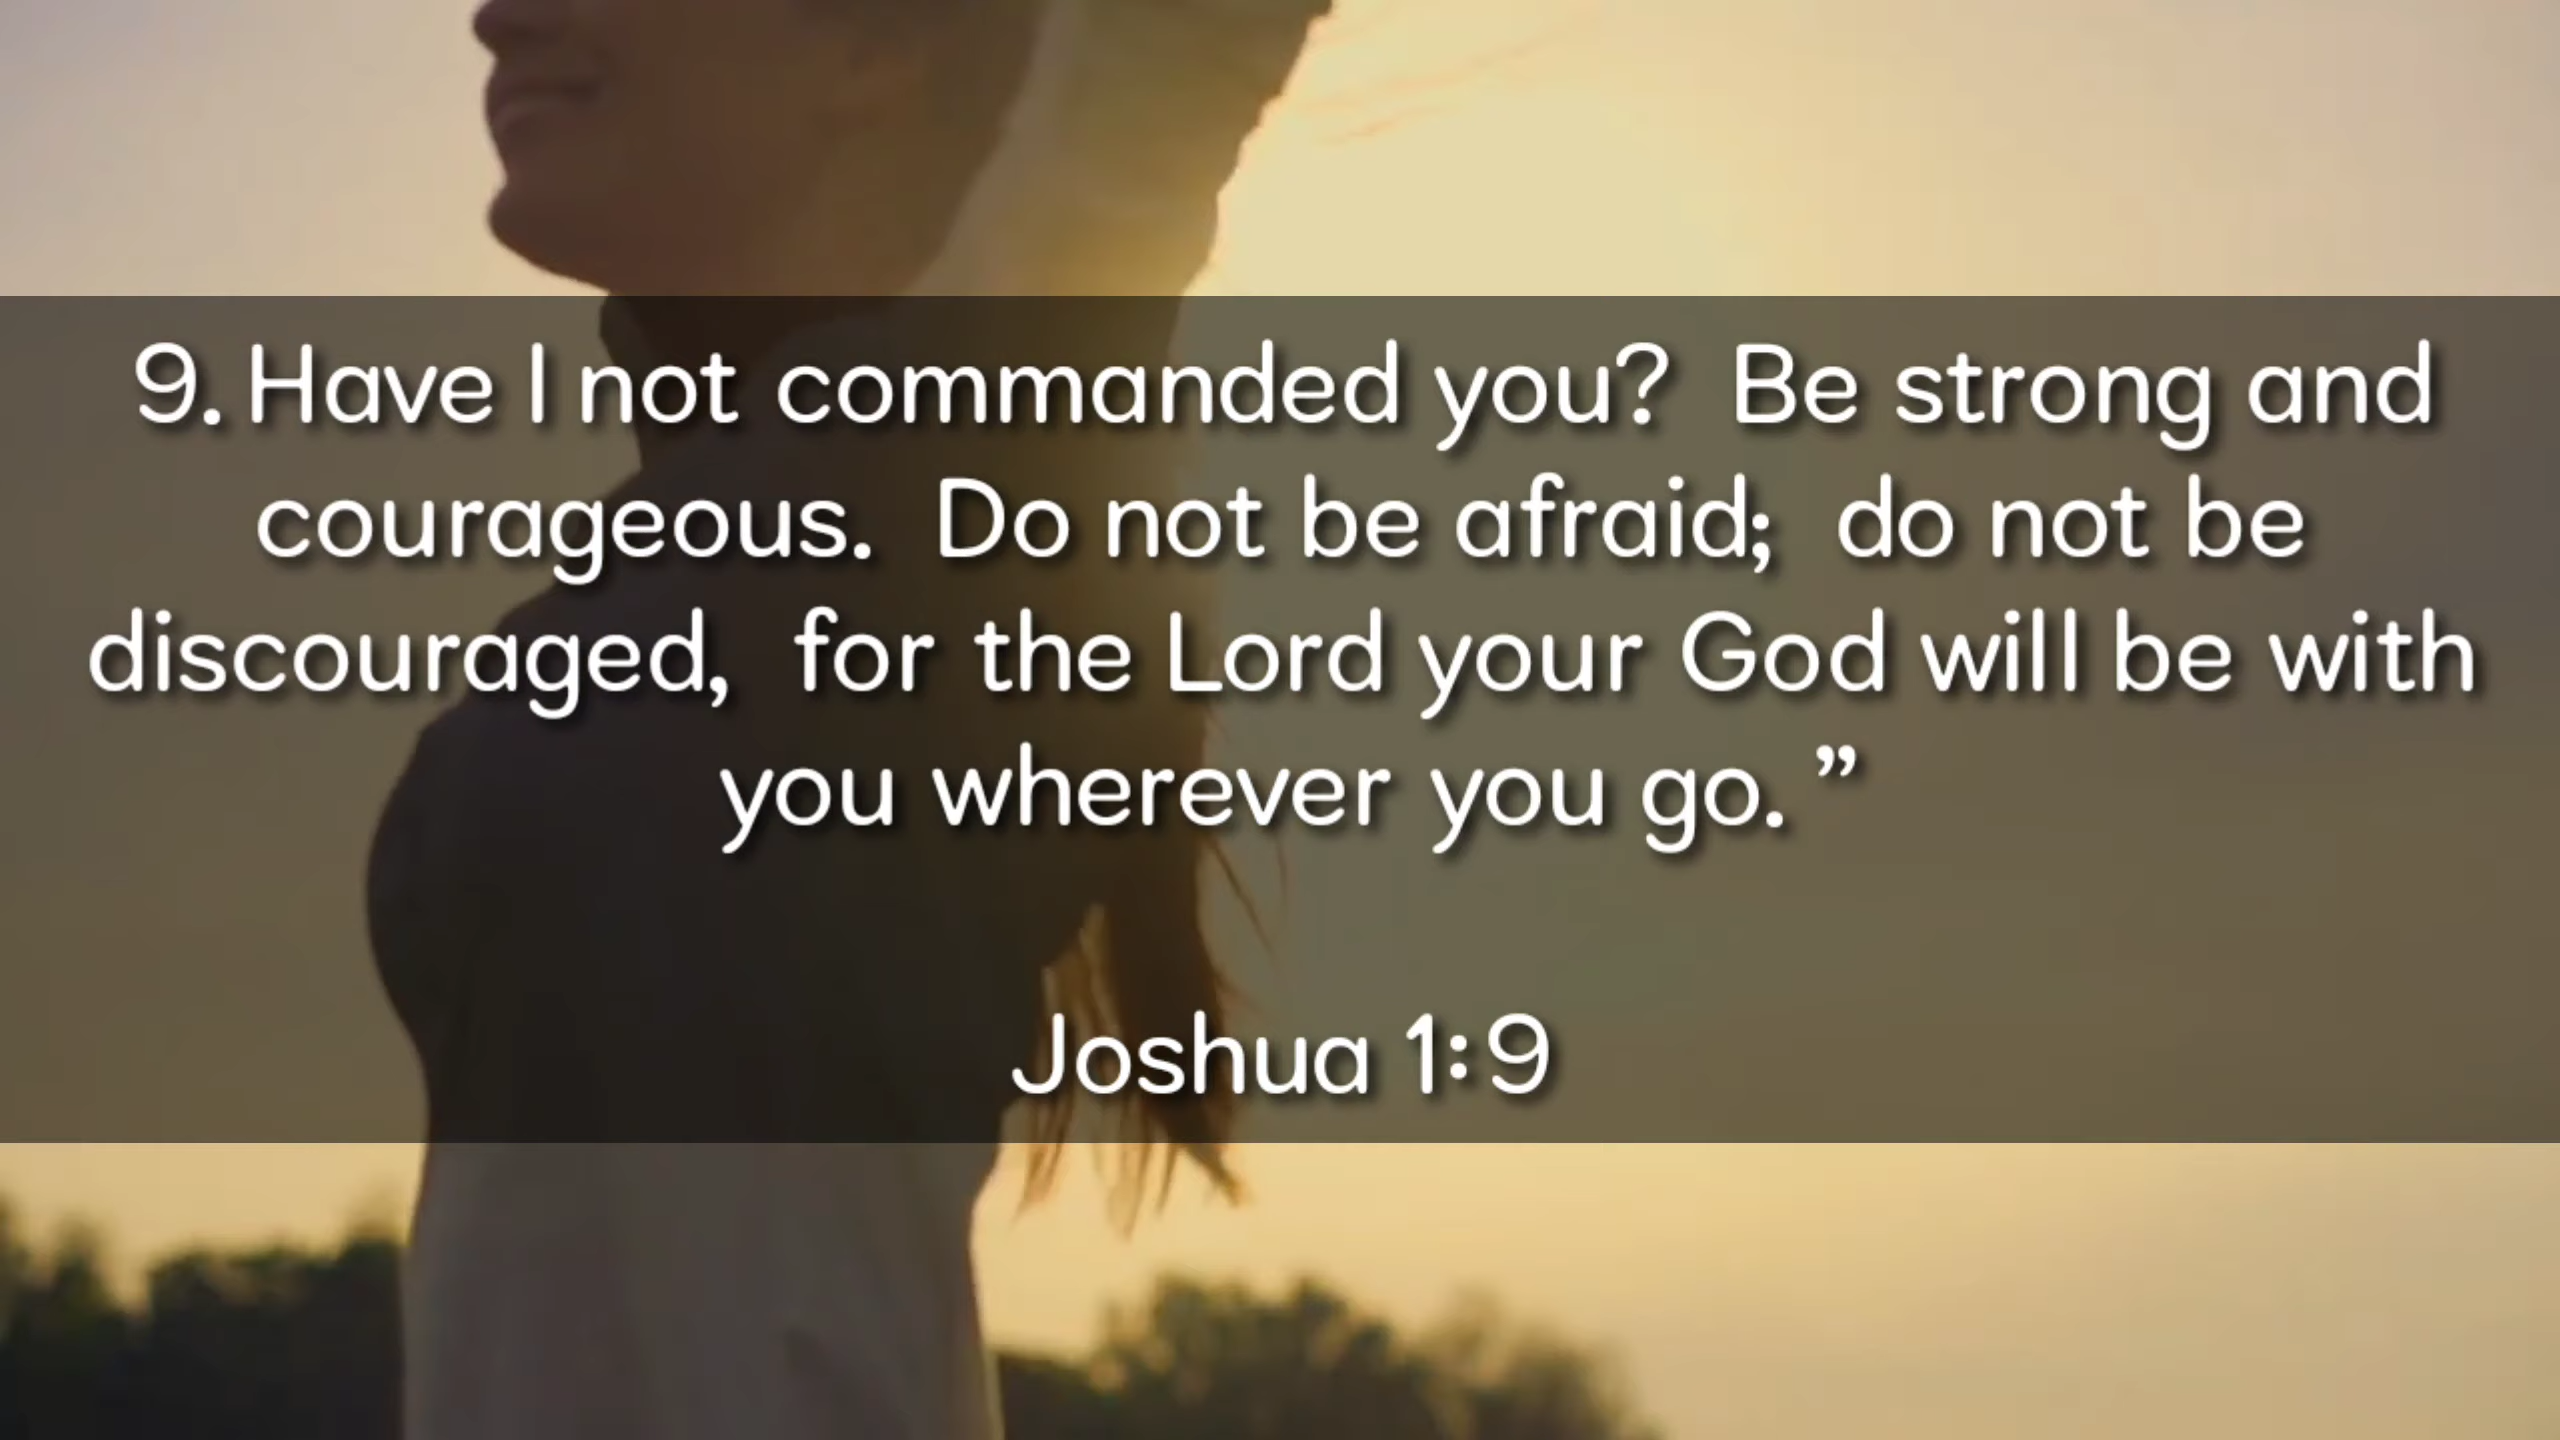 9. Have I not commanded you? Be strong and
courageous. Do not be afraid; do not be
discouraged, for the Lord your God will be with
you wherever you go. ”
Joshua 1:9